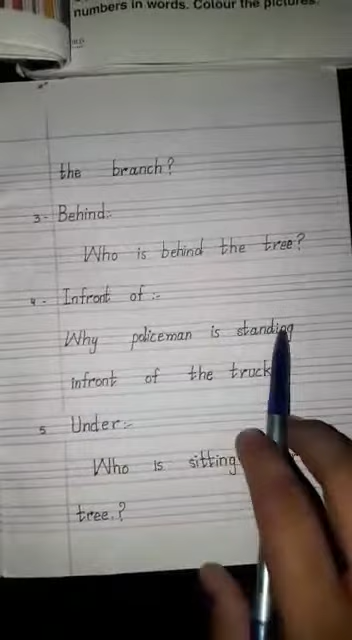 numbers in words. Colour the pictures.
the branch?
3- Behind:-
Who is behind the tree?
4- Infront of :-
Why policeman is standing
infront of the truck
5 Under:-
Who is sitting
tree.?